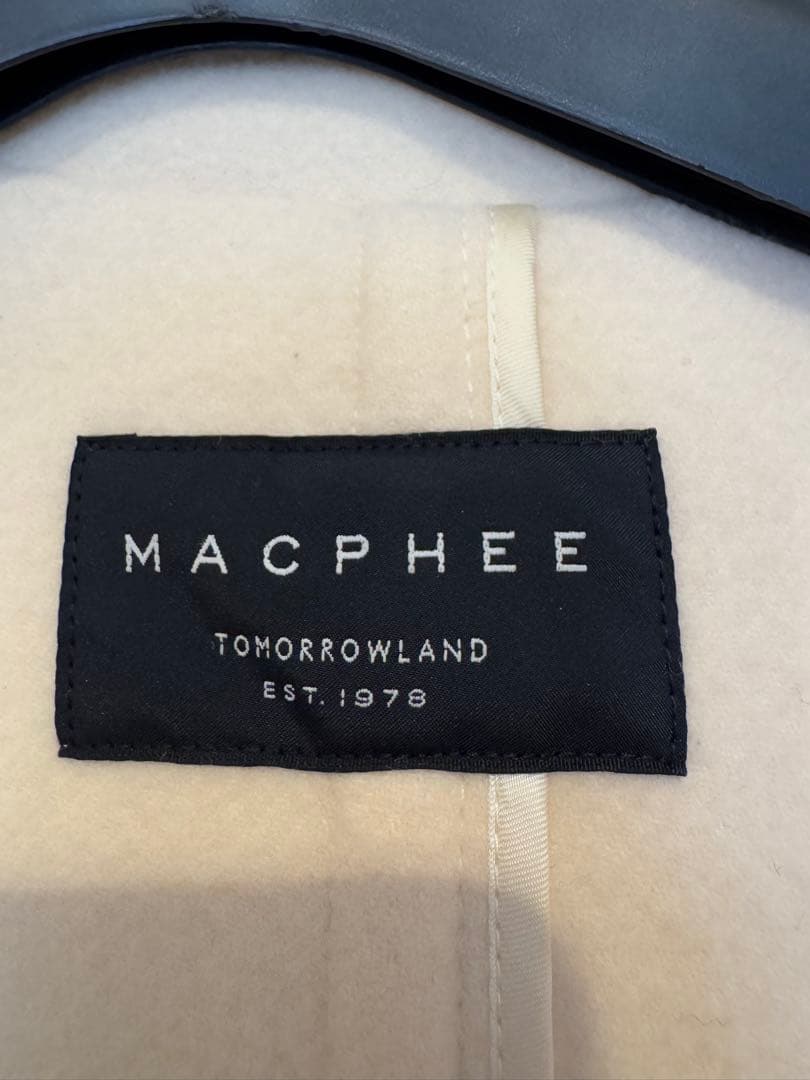 MACPHEE
TOMORROWLAND
EST. 1978